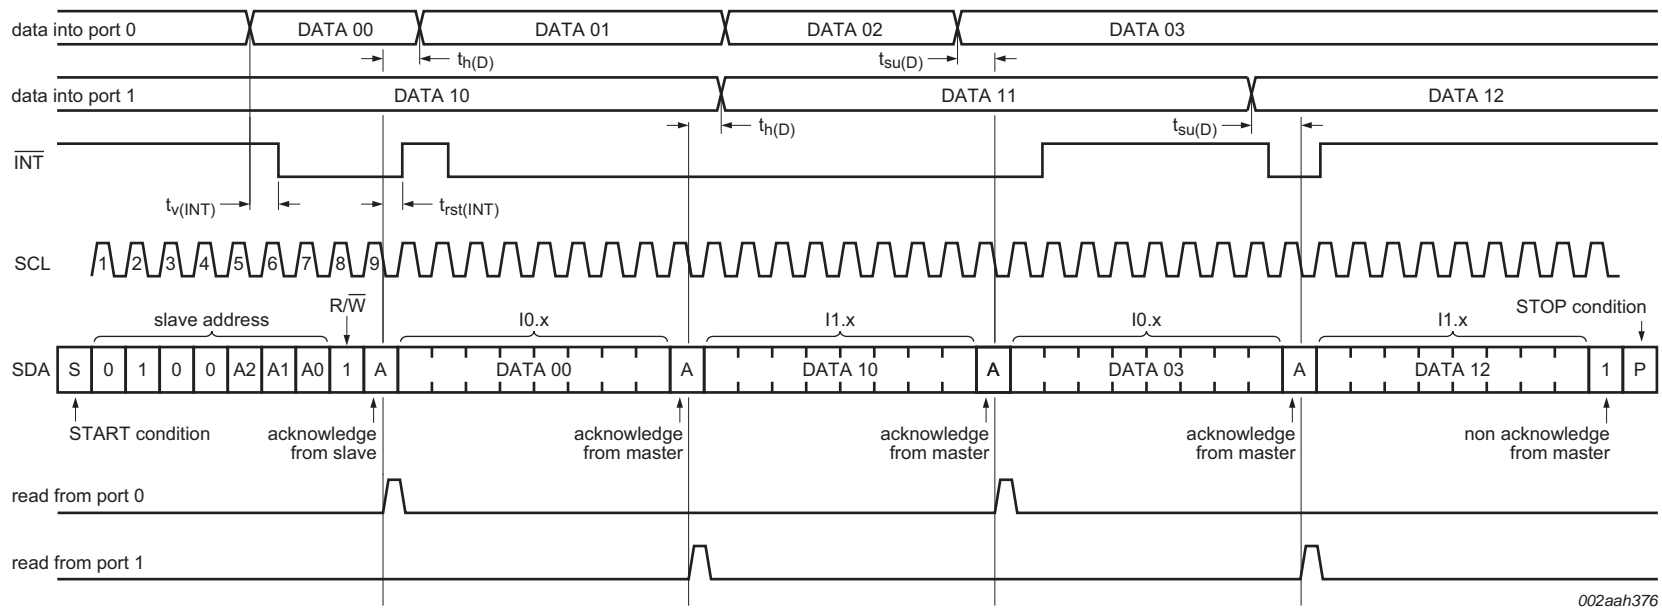 data into port 0 DATA 00 DATA 01 DATA 02 DATA 03
th(D) tsu(D)
data into port 1 DATA 10 DATA 11 DATA 12
th(D) tsu(D)
INT
tv(INT) trst(INT)
SCL 1 2 3 4 5 6 7 8 9
R/W
slave address I0.x I1.x I0.x I1.x STOP condition
SDA S 0 1 0 0 A2 A1 A0 1 A DATA 00 A DATA 10 A DATA 03 A DATA 12 1 P
START condition acknowledge acknowledge acknowledge acknowledge non acknowledge
from slave from master from master from master from master
read from port 0
read from port 1
002aah376